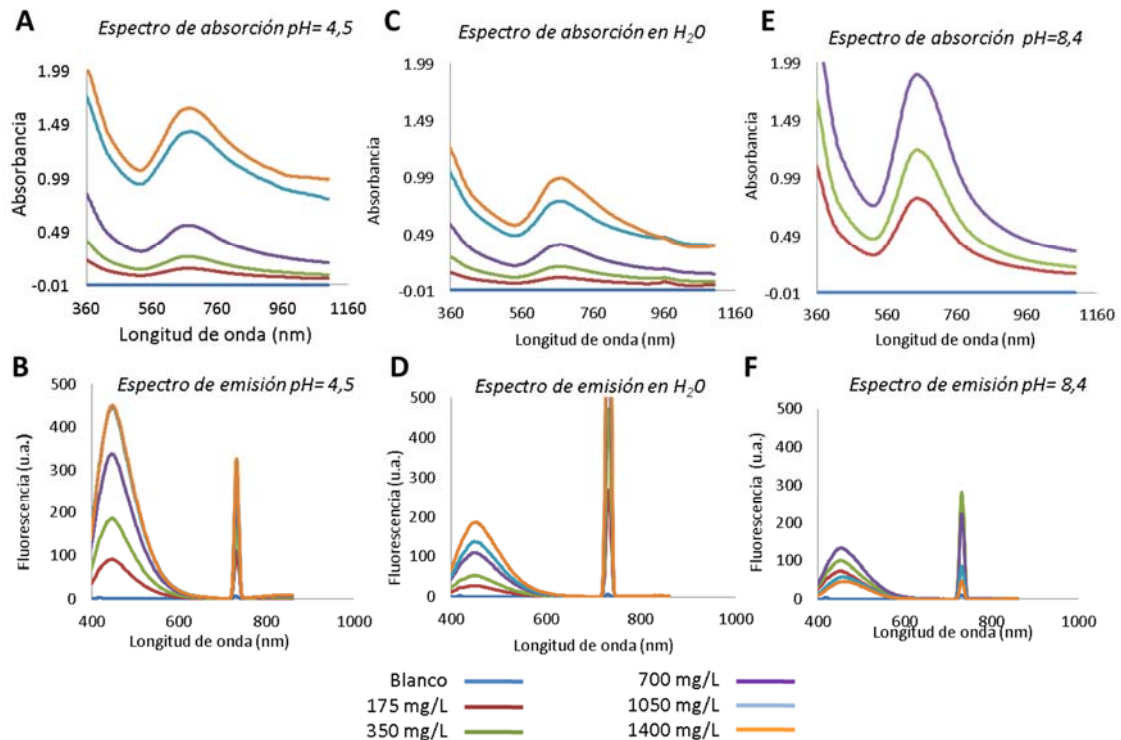 A
Espectro de absorción pH= 4,5
1.99
1.49
0.99
0.49
-0.01
Absorbancia
360 560 760 960 1160
Longitud de onda (nm)
C
Espectro de absorción en H2O
1.99
1.49
0.99
0.49
-0.01
Absorbancia
360 560 760 960 1160
Longitud de onda (nm)
E
Espectro de absorción pH=8,4
1.99
1.49
0.99
0.49
-0.01
Absorbancia
360 560 760 960 1160
Longitud de onda (nm)
B
Espectro de emisión pH= 4,5
500
400
300
200
100
0
Fluorescencia (u.a.)
400 600 800 1000
Longitud de onda (nm)
D
Espectro de emisión en H2O
500
400
300
200
100
0
Fluorescencia (u.a.)
400 600 800 1000
Longitud de onda (nm)
F
Espectro de emisión pH= 8,4
500
400
300
200
100
0
Fluorescencia (u.a.)
400 600 800 1000
Longitud de onda (nm)
Blanco
175 mg/L
350 mg/L
700 mg/L
1050 mg/L
1400 mg/L